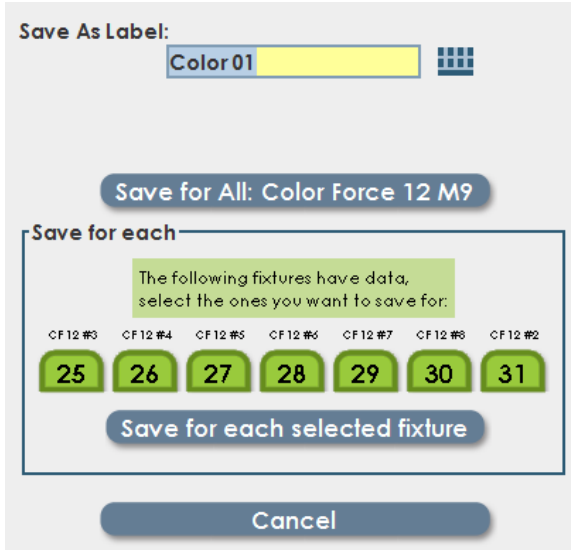 Save As Label:
Color 01
Save for All: Color Force 12 M9
Save for each
The following fixtures have data,
select the ones you want to save for:
CF 12 #3 CF 12 #4 CF 12 #5 CF 12 #6 CF 12 #7 CF 12 #8 CF 12 #2
25 26 27 28 29 30 31
Save for each selected fixture
Cancel